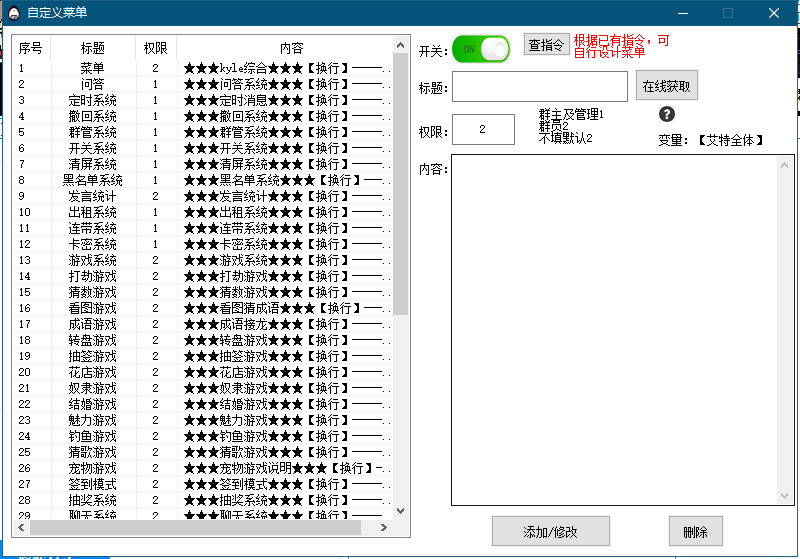 自定义菜单
序号 标题 权限 内容
1 菜单 2 ★★★kyle综合★★★【换行】━━━..
2 问答 1 ★★★问答系统★★★【换行】━━━..
3 定时系统 1 ★★★定时消息★★★【换行】━━━..
4 撤回系统 1 ★★★撤回系统★★★【换行】━━━..
5 群管系统 1 ★★★群管系统★★★【换行】━━━..
6 开关系统 1 ★★★开关系统★★★【换行】━━━..
7 清屏系统 1 ★★★清屏系统★★★【换行】━━━..
8 黑名单系统 1 ★★★黑名单系统★★★【换行】━━..
9 发言统计 2 ★★★发言统计★★★【换行】━━━..
10 出租系统 1 ★★★出租系统★★★【换行】━━━..
11 连带系统 1 ★★★连带系统★★★【换行】━━━..
12 卡密系统 1 ★★★卡密系统★★★【换行】━━━..
13 游戏系统 2 ★★★游戏系统★★★【换行】━━━..
14 打劫游戏 2 ★★★打劫游戏★★★【换行】━━━..
15 猜数游戏 2 ★★★猜数游戏★★★【换行】━━━..
16 看图游戏 2 ★★★看图猜成语★★★【换行】━━..
17 成语游戏 2 ★★★成语接龙★★★【换行】━━━..
18 转盘游戏 2 ★★★转盘游戏★★★【换行】━━━..
19 抽签游戏 2 ★★★抽签游戏★★★【换行】━━━..
20 花店游戏 2 ★★★花店游戏★★★【换行】━━━..
21 奴隶游戏 2 ★★★奴隶游戏★★★【换行】━━━..
22 结婚游戏 2 ★★★结婚游戏★★★【换行】━━━..
23 魅力游戏 2 ★★★魅力游戏★★★【换行】━━━..
24 钓鱼游戏 2 ★★★钓鱼游戏★★★【换行】━━━..
25 猜歌游戏 2 ★★★猜歌游戏★★★【换行】━━━..
26 宠物游戏 2 ★★★宠物游戏说明★★★【换行】━..
27 签到模式 2 ★★★签到模式★★★【换行】━━━..
28 抽奖系统 2 ★★★抽奖系统★★★【换行】━━━..
29 聊天系统 2 ★★★聊天系统★★★【换行】━━━..
开关: ON 查指令 根据已有指令，可
自行设计菜单
标题: 在线获取
权限: 2 群主及管理1
群员2
不填默认2
?
变量: 【艾特全体】
内容:
添加/修改 删除